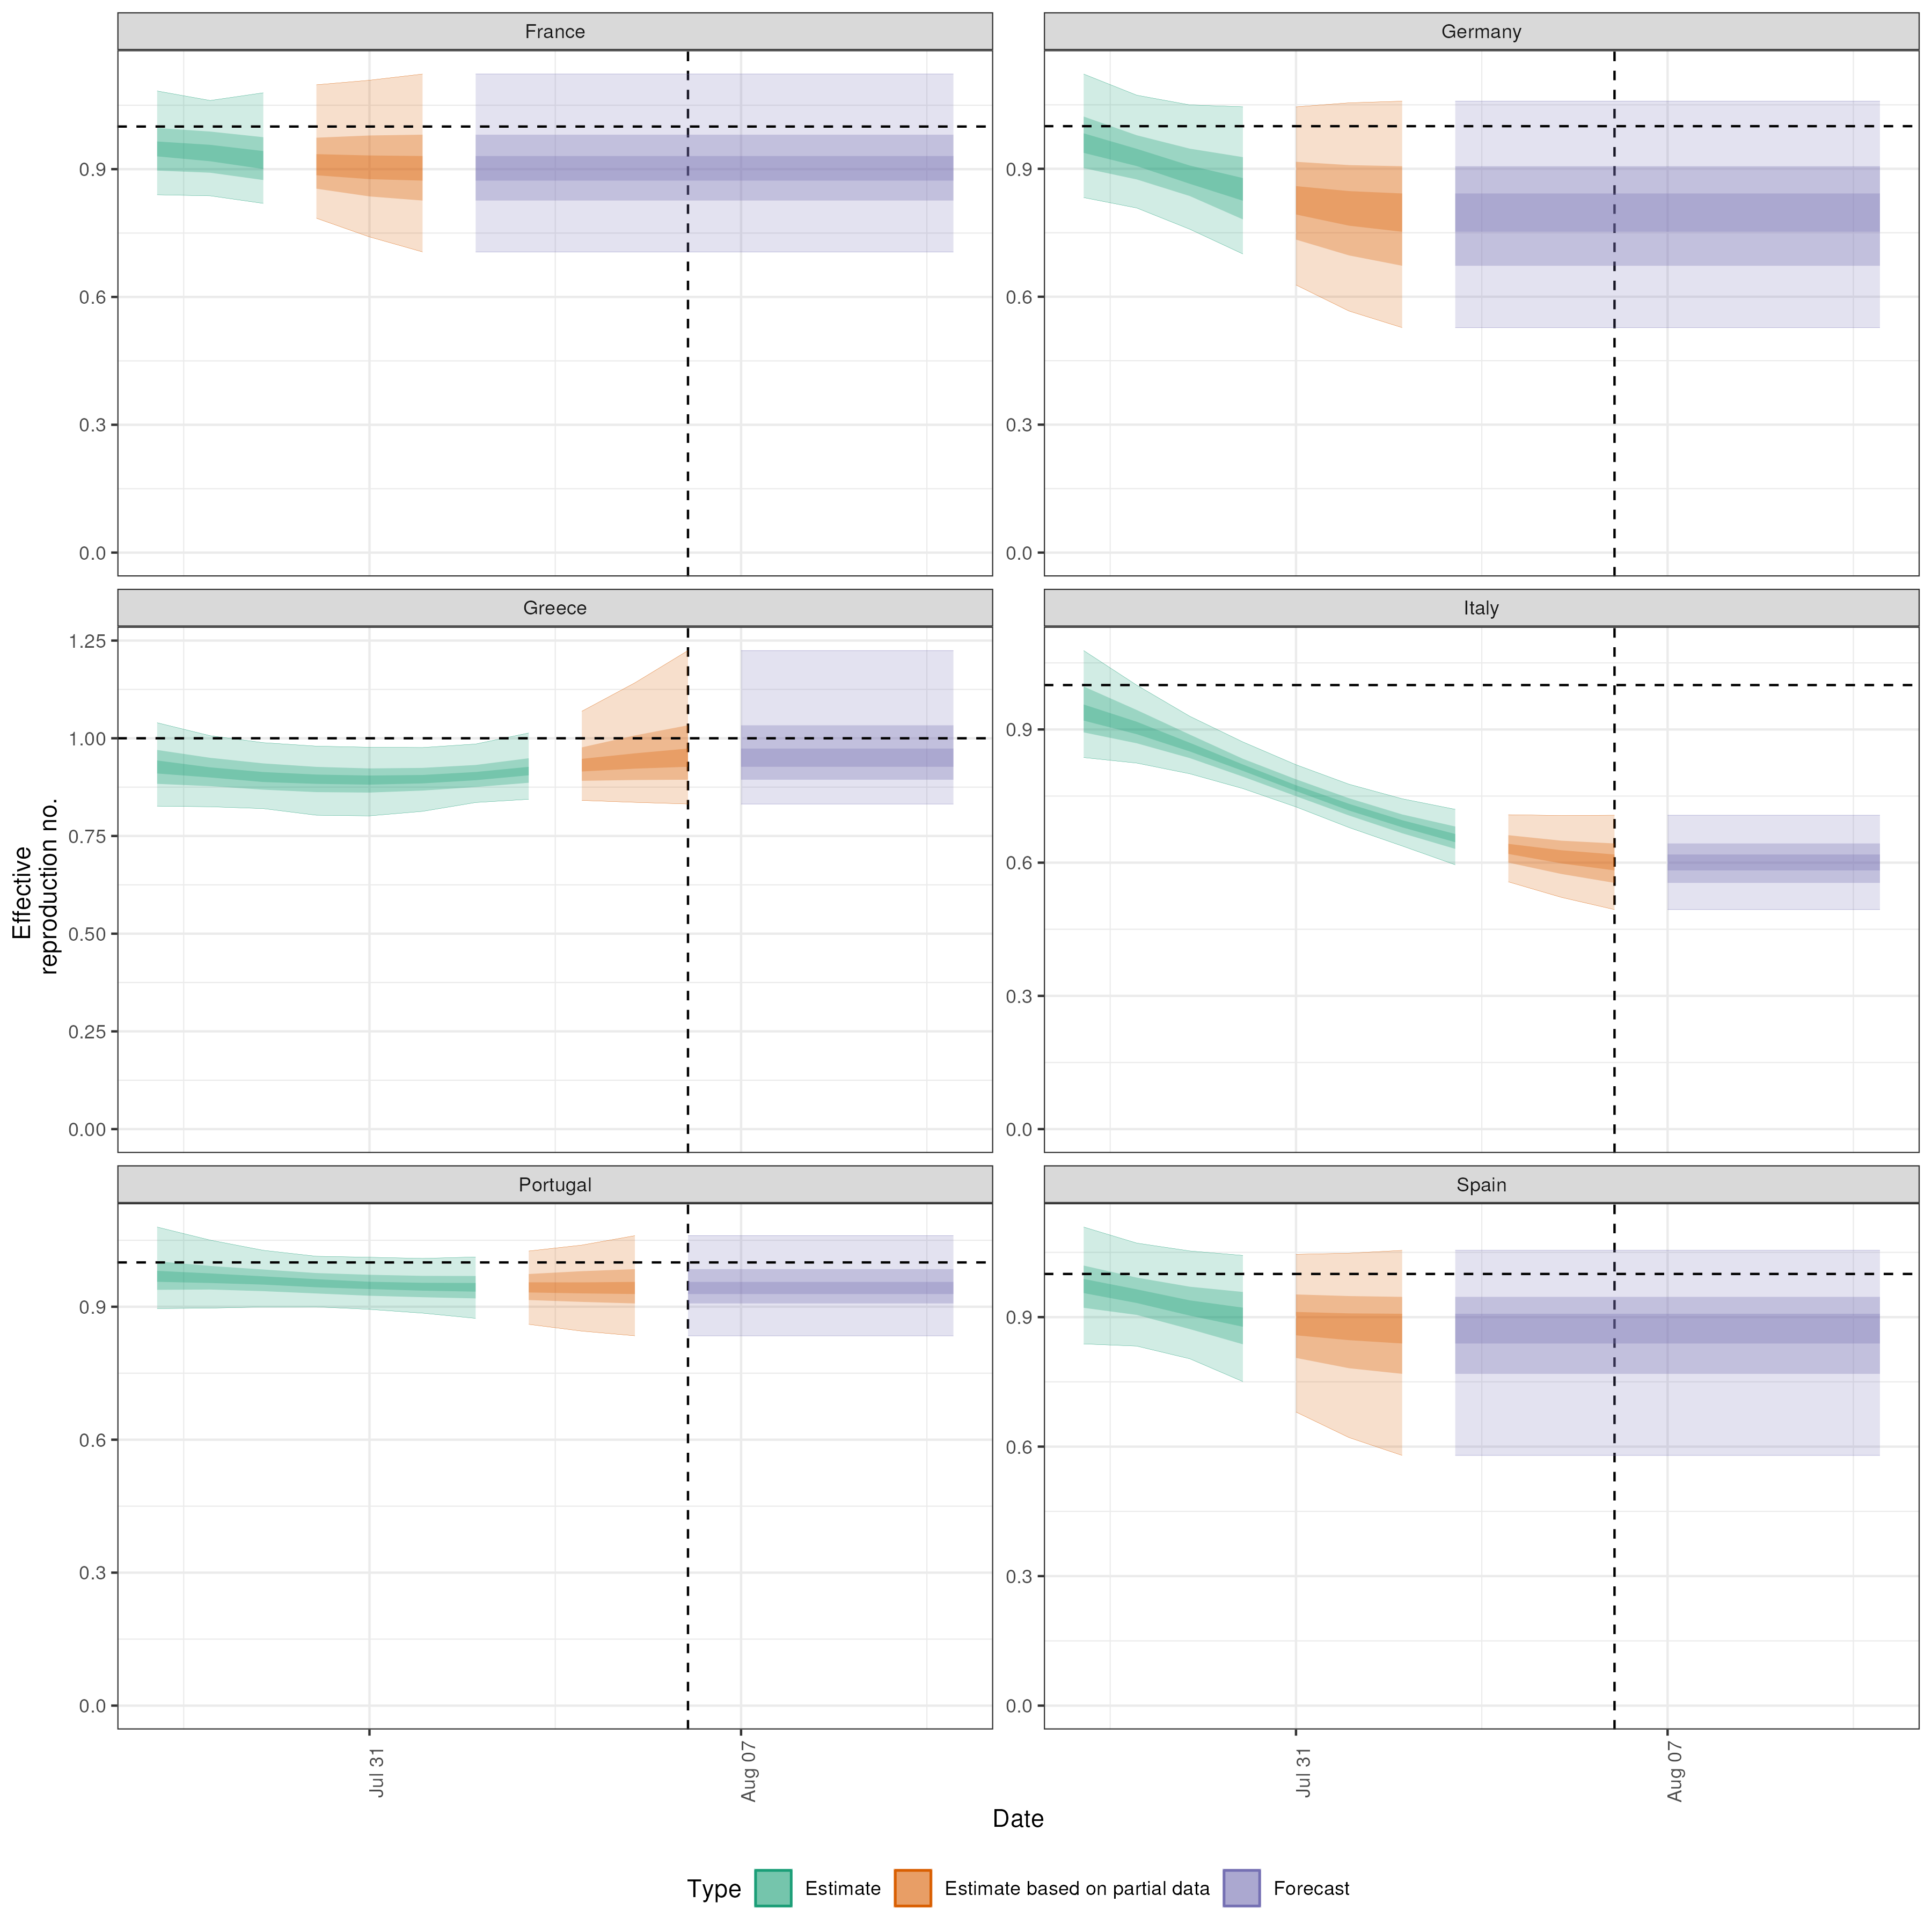 France
Germany
0.9
0.6
0.3
0.0
0.9
0.6
0.3
0.0
Greece
Italy
1.25
1.00
0.75
0.50
0.25
0.00
0.9
0.6
0.3
0.0
Effective
reproduction no.
Portugal
Spain
0.9
0.6
0.3
0.0
0.9
0.6
0.3
0.0
Jul 31
Aug 07
Jul 31
Aug 07
Date
Type Estimate Estimate based on partial data Forecast